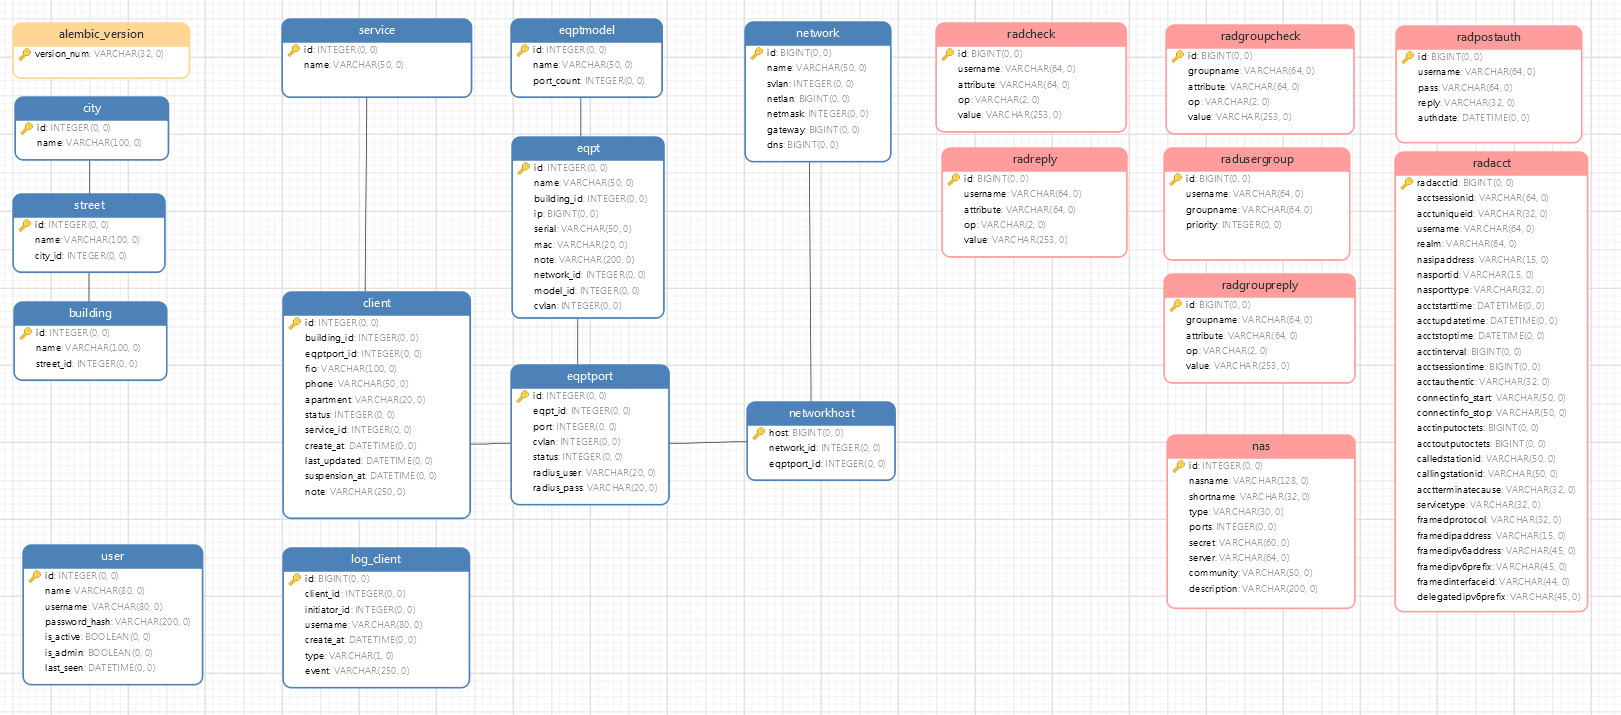 alembic_version
version_num: VARCHAR(32, 0)
city
id: INTEGER(0, 0)
name: VARCHAR(100, 0)
street
id: INTEGER(0, 0)
name: VARCHAR(100, 0)
city_id: INTEGER(0, 0)
building
id: INTEGER(0, 0)
name: VARCHAR(100, 0)
street_id: INTEGER(0, 0)
user
id: INTEGER(0, 0)
name: VARCHAR(80, 0)
username: VARCHAR(80, 0)
password_hash: VARCHAR(200, 0)
is_active: BOOLEAN(0, 0)
is_admin: BOOLEAN(0, 0)
last_seen: DATETIME(0, 0)
service
id: INTEGER(0, 0)
name: VARCHAR(50, 0)
client
id: INTEGER(0, 0)
building_id: INTEGER(0, 0)
eqptport_id: INTEGER(0, 0)
fio: VARCHAR(100, 0)
phone: VARCHAR(50, 0)
apartment: VARCHAR(20, 0)
status: INTEGER(0, 0)
service_id: INTEGER(0, 0)
create_at: DATETIME(0, 0)
last_updated: DATETIME(0, 0)
suspension_at: DATETIME(0, 0)
note: VARCHAR(250, 0)
log_client
id: BIGINT(0, 0)
client_id: INTEGER(0, 0)
initiator_id: INTEGER(0, 0)
username: VARCHAR(80, 0)
create_at: DATETIME(0, 0)
type: VARCHAR(1, 0)
event: VARCHAR(250, 0)
eqptmodel
id: INTEGER(0, 0)
name: VARCHAR(50, 0)
port_count: INTEGER(0, 0)
eqpt
id: INTEGER(0, 0)
name: VARCHAR(50, 0)
building_id: INTEGER(0, 0)
ip: BIGINT(0, 0)
serial: VARCHAR(50, 0)
mac: VARCHAR(20, 0)
note: VARCHAR(200, 0)
network_id: INTEGER(0, 0)
model_id: INTEGER(0, 0)
cvlan: INTEGER(0, 0)
eqptport
id: INTEGER(0, 0)
eqpt_id: INTEGER(0, 0)
port: INTEGER(0, 0)
cvlan: INTEGER(0, 0)
status: INTEGER(0, 0)
radius_user: VARCHAR(20, 0)
radius_pass: VARCHAR(20, 0)
network
id: BIGINT(0, 0)
name: VARCHAR(50, 0)
svlan: INTEGER(0, 0)
netlan: BIGINT(0, 0)
netmask: INTEGER(0, 0)
gateway: BIGINT(0, 0)
dns: BIGINT(0, 0)
networkhost
host: BIGINT(0, 0)
network_id: INTEGER(0, 0)
eqptport_id: INTEGER(0, 0)
radcheck
id: BIGINT(0, 0)
username: VARCHAR(64, 0)
attribute: VARCHAR(64, 0)
op: VARCHAR(2, 0)
value: VARCHAR(253, 0)
radreply
id: BIGINT(0, 0)
username: VARCHAR(64, 0)
attribute: VARCHAR(64, 0)
op: VARCHAR(2, 0)
value: VARCHAR(253, 0)
radgroupcheck
id: BIGINT(0, 0)
groupname: VARCHAR(64, 0)
attribute: VARCHAR(64, 0)
op: VARCHAR(2, 0)
value: VARCHAR(253, 0)
radusergroup
id: BIGINT(0, 0)
username: VARCHAR(64, 0)
groupname: VARCHAR(64, 0)
priority: INTEGER(0, 0)
radgroupreply
id: BIGINT(0, 0)
groupname: VARCHAR(64, 0)
attribute: VARCHAR(64, 0)
op: VARCHAR(2, 0)
value: VARCHAR(253, 0)
nas
id: INTEGER(0, 0)
nasname: VARCHAR(128, 0)
shortname: VARCHAR(32, 0)
type: VARCHAR(30, 0)
ports: INTEGER(0, 0)
secret: VARCHAR(60, 0)
server: VARCHAR(64, 0)
community: VARCHAR(50, 0)
description: VARCHAR(200, 0)
radpostauth
id: BIGINT(0, 0)
username: VARCHAR(64, 0)
pass: VARCHAR(64, 0)
reply: VARCHAR(32, 0)
authdate: DATETIME(0, 0)
radacct
radacctid: BIGINT(0, 0)
acctsessionid: VARCHAR(64, 0)
acctuniqueid: VARCHAR(32, 0)
username: VARCHAR(64, 0)
realm: VARCHAR(64, 0)
nasipaddress: VARCHAR(15, 0)
nasportid: VARCHAR(15, 0)
nasporttype: VARCHAR(32, 0)
acctstarttime: DATETIME(0, 0)
acctupdatetime: DATETIME(0, 0)
acctstoptime: DATETIME(0, 0)
acctinterval: BIGINT(0, 0)
acctsessiontime: BIGINT(0, 0)
acctauthentic: VARCHAR(32, 0)
connectinfo_start: VARCHAR(50, 0)
connectinfo_stop: VARCHAR(50, 0)
acctinputoctets: BIGINT(0, 0)
acctoutputoctets: BIGINT(0, 0)
calledstationid: VARCHAR(50, 0)
callingstationid: VARCHAR(50, 0)
acctterminatecause: VARCHAR(32, 0)
servicetype: VARCHAR(32, 0)
framedprotocol: VARCHAR(32, 0)
framedipaddress: VARCHAR(15, 0)
framedipv6address: VARCHAR(45, 0)
framedipv6prefix: VARCHAR(45, 0)
framedinterfaceid: VARCHAR(44, 0)
delegatedipv6prefix: VARCHAR(45, 0)